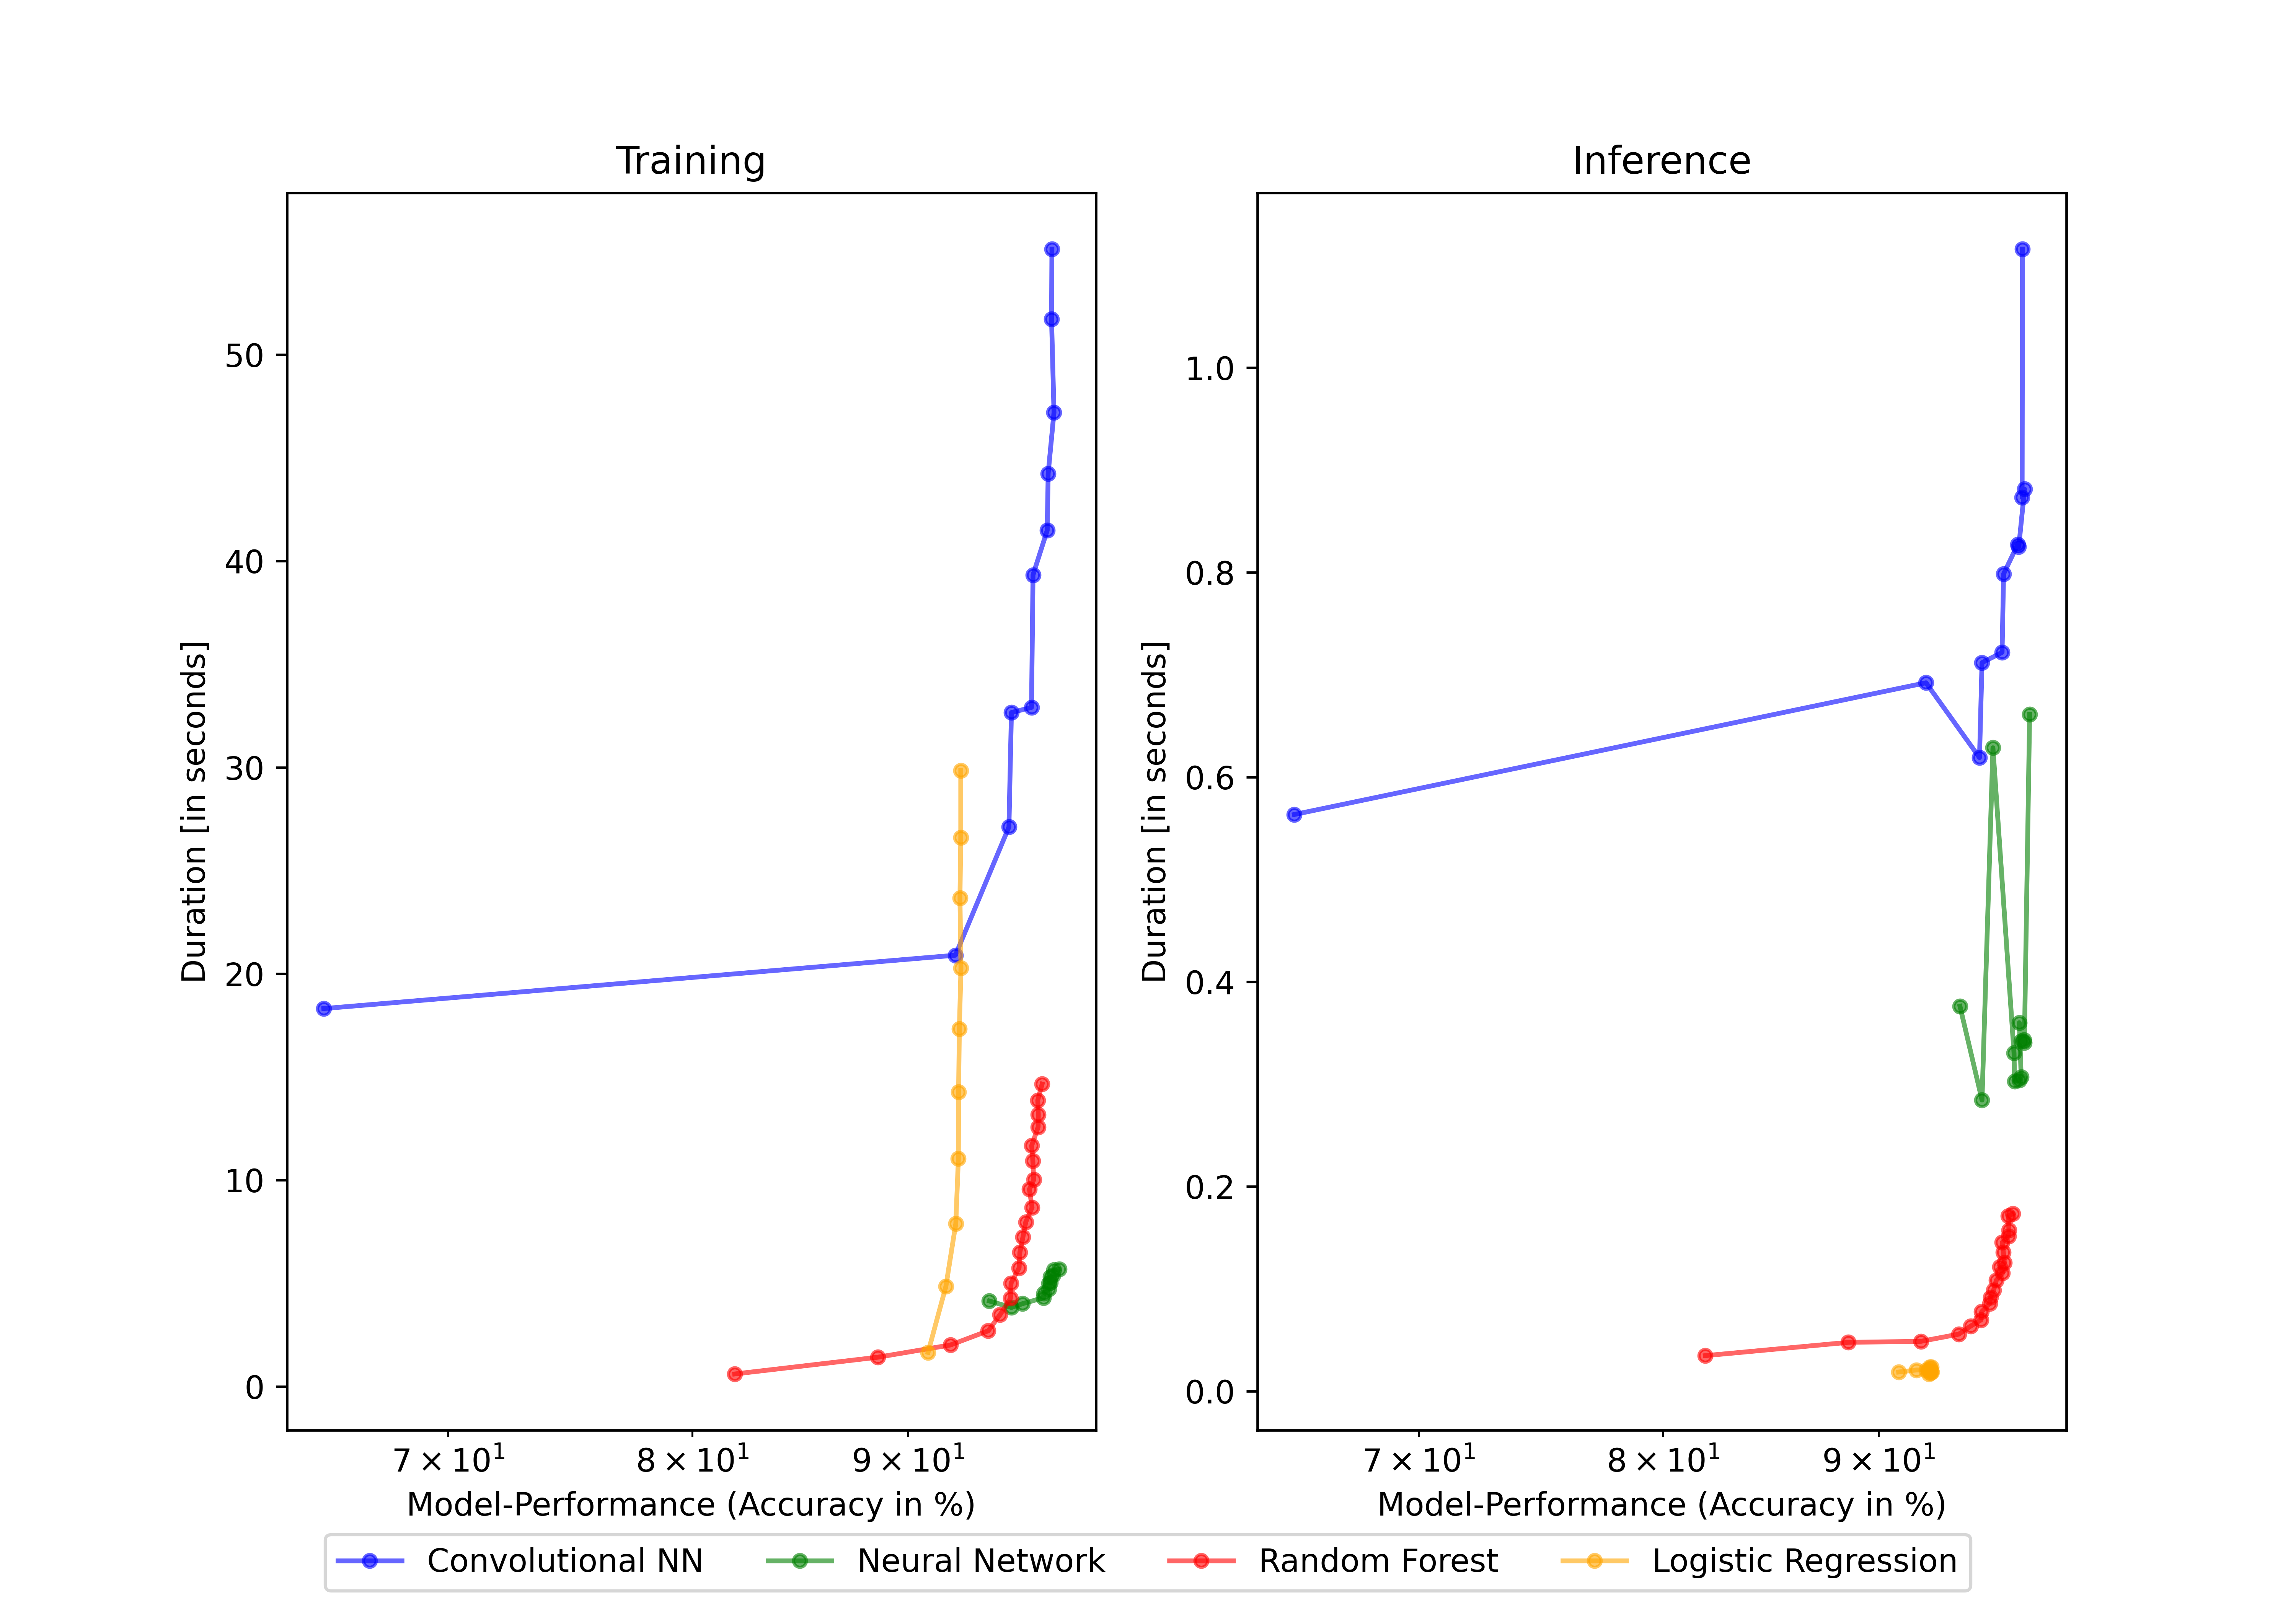 Training
Inference
Duration [in seconds]
50
40
30
20
10
0
7 × 10¹
8 × 10¹
9 × 10¹
Model-Performance (Accuracy in %)
Duration [in seconds]
1.0
0.8
0.6
0.4
0.2
0.0
7 × 10¹
8 × 10¹
9 × 10¹
Model-Performance (Accuracy in %)
Convolutional NN
Neural Network
Random Forest
Logistic Regression